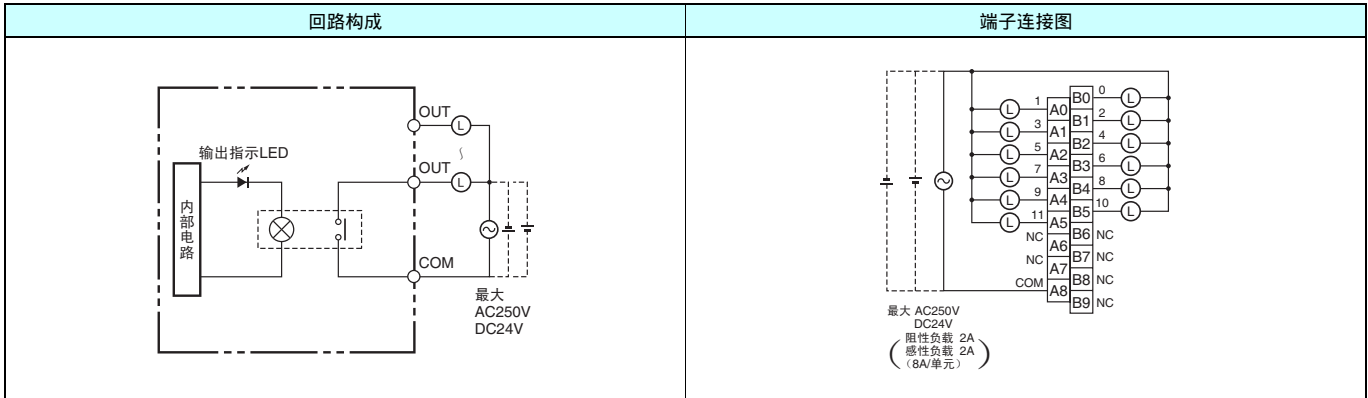 回路构成
端子连接图
OUT
L
输出指示LED
OUT
L
内部电路
COM
最大
AC250V
DC24V
B0 0 L
L 1 A0
B1 2 L
L 3 A1
B2 4 L
L 5 A2
B3 6 L
L 7 A3
B4 8 L
L 9 A4
B5 10 L
L 11 A5
B6 NC
NC A6
B7 NC
NC A7
B8 NC
COM A8
B9 NC
最大 AC250V
DC24V
阻性负载 2A
感性负载 2A
(8A/单元)